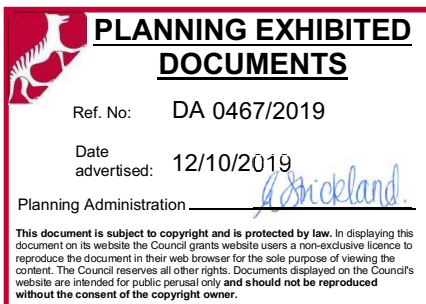 PLANNING EXHIBITED
DOCUMENTS
Ref. No: DA 0467/2019
Date
advertised: 12/10/2019
Planning Administration
A Strickland.
This document is subject to copyright and is protected by law. In displaying this
document on its website the Council grants website users a non-exclusive licence to
reproduce the document in their web browser for the sole purpose of viewing the
content. The Council reserves all other rights. Documents displayed on the Council's
website are intended for public perusal only and should not be reproduced
without the consent of the copyright owner.